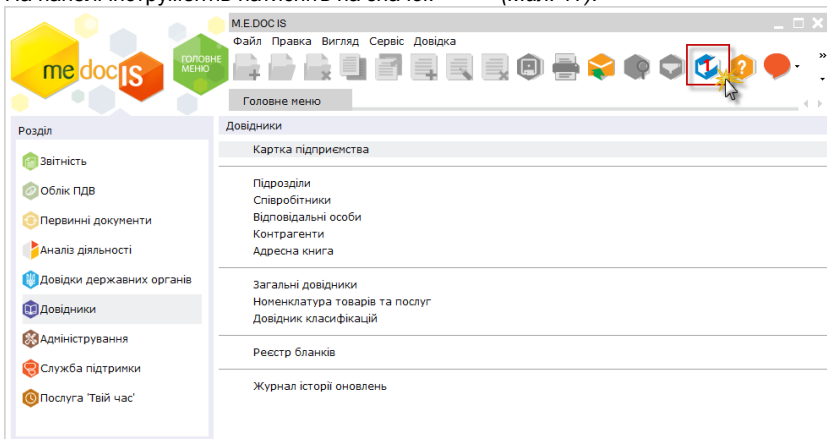 M.E.DOC IS
Файл Правка Вигляд Сервіс Довідка
me doc IS
ГОЛОВНЕ
МЕНЮ
Головне меню
Розділ
Звітність
Облік ПДВ
Первинні документи
Аналіз діяльності
Довідки державних органів
Довідники
Адміністрування
Служба підтримки
Послуга 'Твій час'
Довідники
Картка підприємства
Підрозділи
Співробітники
Відповідальні особи
Контрагенти
Адресна книга
Загальні довідники
Номенклатура товарів та послуг
Довідник класифікацій
Реєстр бланків
Журнал історії оновлень